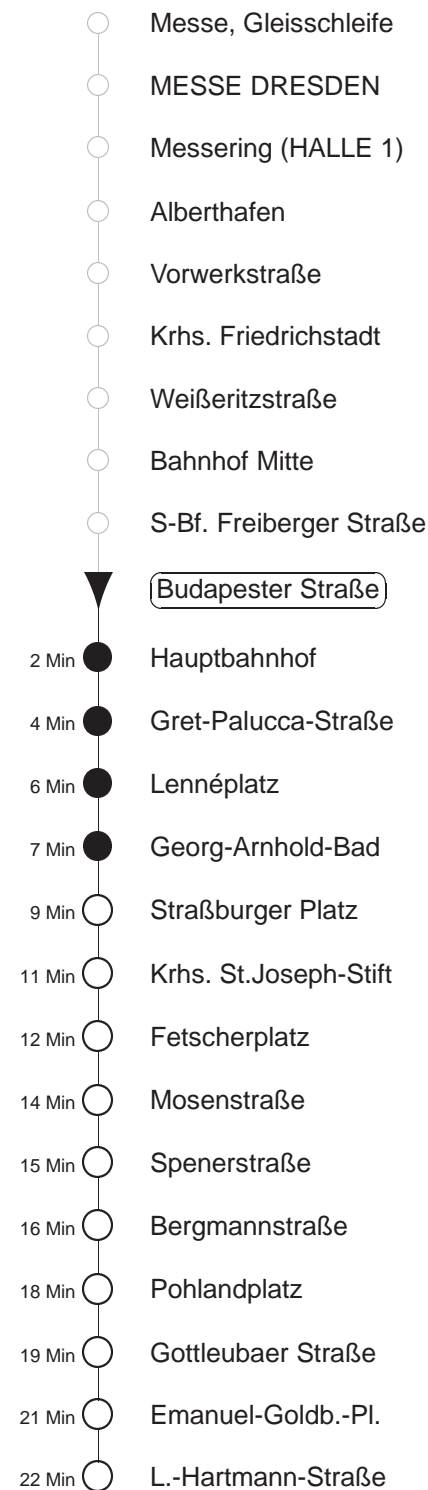 Messe, Gleisschleife
MESSE DRESDEN
Messering (HALLE 1)
Alberthafen
Vorwerkstraße
Krhs. Friedrichstadt
Weißeritzstraße
Bahnhof Mitte
S-Bf. Freiberger Straße
Budapester Straße
2 Min Hauptbahnhof
4 Min Gret-Palucca-Straße
6 Min Lennéplatz
7 Min Georg-Arnhold-Bad
9 Min Straßburger Platz
11 Min Krhs. St.Joseph-Stift
12 Min Fetscherplatz
14 Min Mosenstraße
15 Min Spenerstraße
16 Min Bergmannstraße
18 Min Pohlandplatz
19 Min Gottleubaer Straße
21 Min Emanuel-Goldb.-Pl.
22 Min L.-Hartmann-Straße